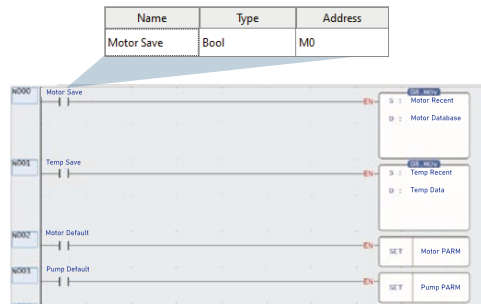 Name Type Address
Motor Save Bool M0
N000 Motor Save DB_MOV
EN S : Motor Recent
D : Motor Database
N001 Temp Save DB_MOV
EN S : Temp Recent
D : Temp Data
N002 Motor Default
EN SET Motor PARM
N003 Pump Default
EN SET Pump PARM